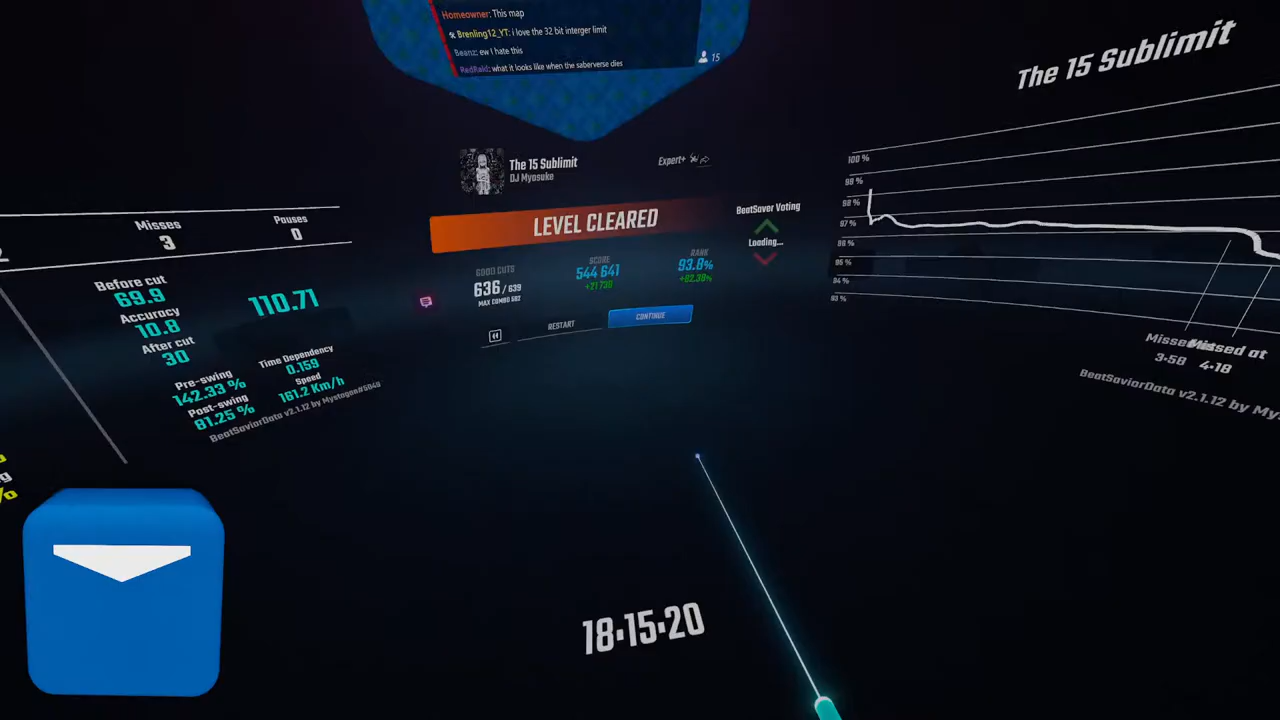 Homeowner: This map
Brenling12_YT: i love the 32 bit interger limit
Beanz: ew I hate this
RedRaid: what it looks like when the saberverse dies
15
The 15 Sublimit
The 15 Sublimit
DJ Myosuke
Expert+
LEVEL CLEARED
GOOD CUTS
636 / 639
MAX COMBO 582
SCORE
544 641
+21 730
RANK
93.8%
+82.38%
RESTART
CONTINUE
BeatSaver Voting
Loading...
Misses
3
Pauses
0
Before cut
69.9
Accuracy
10.8
After cut
30
110.71
Pre-swing
142.33 %
Post-swing
81.25 %
Time Dependency
0.159
Speed
161.2 Km/h
BeatSaviorData v2.1.12 by Mystogan#5049
100 %
98 %
97 %
96 %
95 %
94 %
93 %
Missed at
3:58
4:18
BeatSaviorData v2.1.12 by Mys
18:15:20